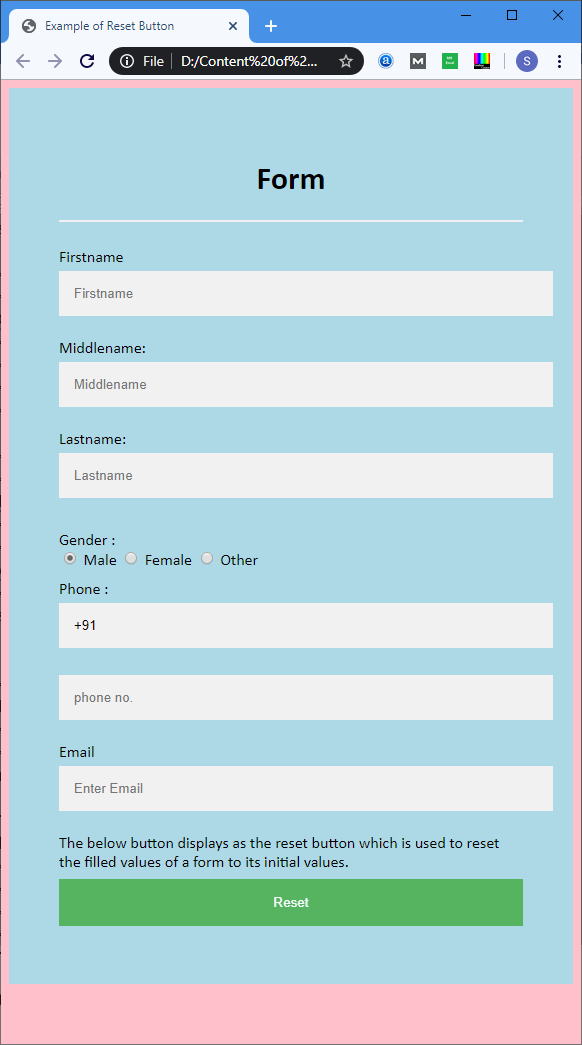 Example of Reset Button
File D:/Content%20of%2...
S
Form
Firstname
Firstname
Middlename:
Middlename
Lastname:
Lastname
Gender :
Male Female Other
Phone :
+91
phone no.
Email
Enter Email
The below button displays as the reset button which is used to reset
the filled values of a form to its initial values.
Reset